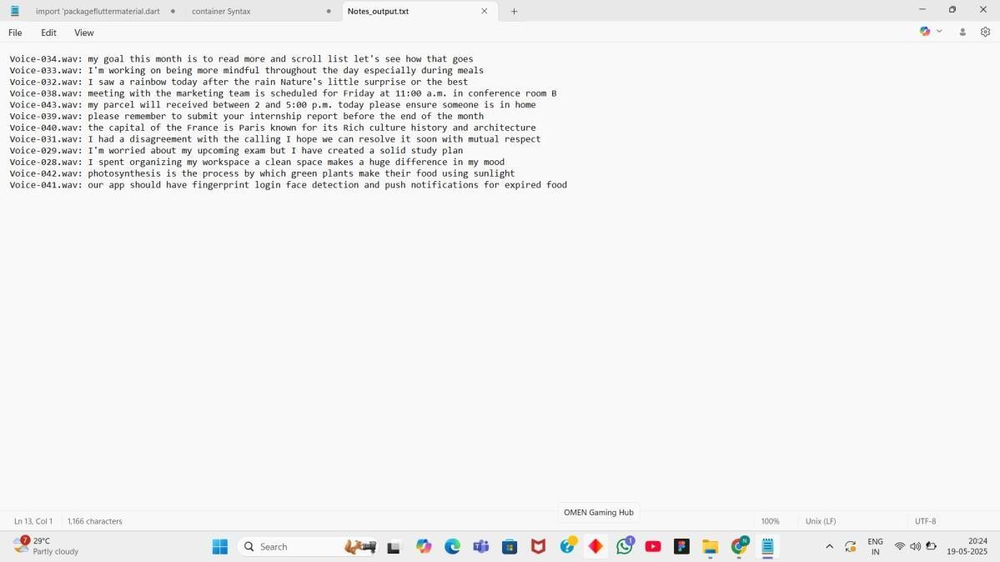 import 'packagefluttermaterial.dart
container Syntax
Notes_output.txt
File Edit View
Voice-034.wav: my goal this month is to read more and scroll list let's see how that goes
Voice-033.wav: I'm working on being more mindful throughout the day especially during meals
Voice-032.wav: I saw a rainbow today after the rain Nature's little surprise or the best
Voice-038.wav: meeting with the marketing team is scheduled for Friday at 11:00 a.m. in conference room B
Voice-043.wav: my parcel will received between 2 and 5:00 p.m. today please ensure someone is in home
Voice-039.wav: please remember to submit your internship report before the end of the month
Voice-040.wav: the capital of the France is Paris known for its Rich culture history and architecture
Voice-031.wav: I had a disagreement with the calling I hope we can resolve it soon with mutual respect
Voice-029.wav: I'm worried about my upcoming exam but I have created a solid study plan
Voice-028.wav: I spent organizing my workspace a clean space makes a huge difference in my mood
Voice-042.wav: photosynthesis is the process by which green plants make their food using sunlight
Voice-041.wav: our app should have fingerprint login face detection and push notifications for expired food
OMEN Gaming Hub
Ln 13, Col 1 1,166 characters 100% Unix (LF) UTF-8
7
29°C
Partly cloudy
Search
1
N
ENG
IN
20:24
19-05-2025